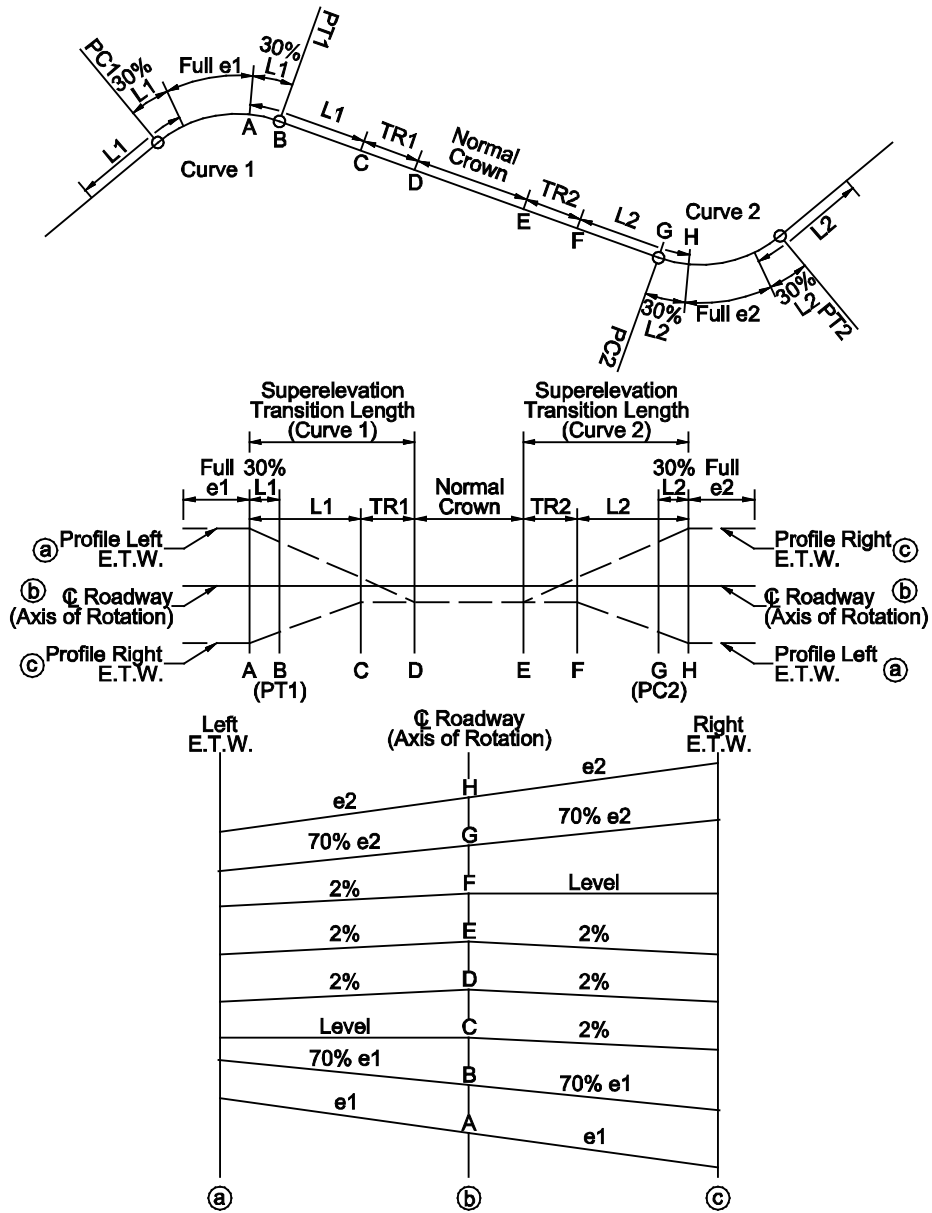 PC1
30%
L1
Full e1
30%
L1
PT1
L1
A
B
Curve 1
L1
C
TR1
D
Normal
Crown
E
TR2
F
L2
G
H
Curve 2
L2
30%
L2
PC2
Full e2
30%
L2
PT2
Superelevation
Transition Length
(Curve 1)
Superelevation
Transition Length
(Curve 2)
Full
e1
30%
L1
L1
TR1
Normal
Crown
TR2
L2
30%
L2
Full
e2
a Profile Left
E.T.W.
b ℄ Roadway
(Axis of Rotation)
c Profile Right
E.T.W.
Profile Right c
E.T.W.
℄ Roadway b
(Axis of Rotation)
Profile Left a
E.T.W.
A B C D E F G H
(PT1) (PC2)
Left
E.T.W.
℄ Roadway
(Axis of Rotation)
Right
E.T.W.
e2 H e2
70% e2 G 70% e2
2% F Level
2% E 2%
2% D 2%
Level C 2%
70% e1 B 70% e1
e1 A e1
a b c